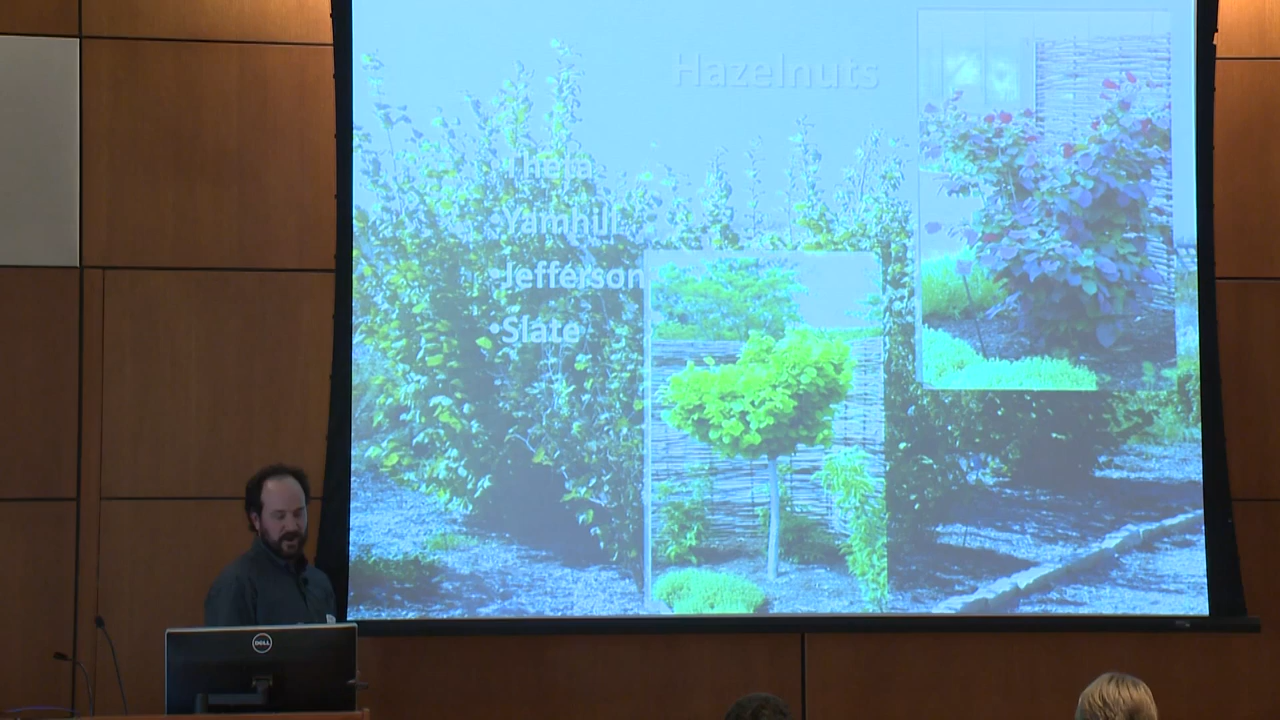 Hazelnuts
•Theta
•Yamhill
•Jefferson
•Slate
DELL